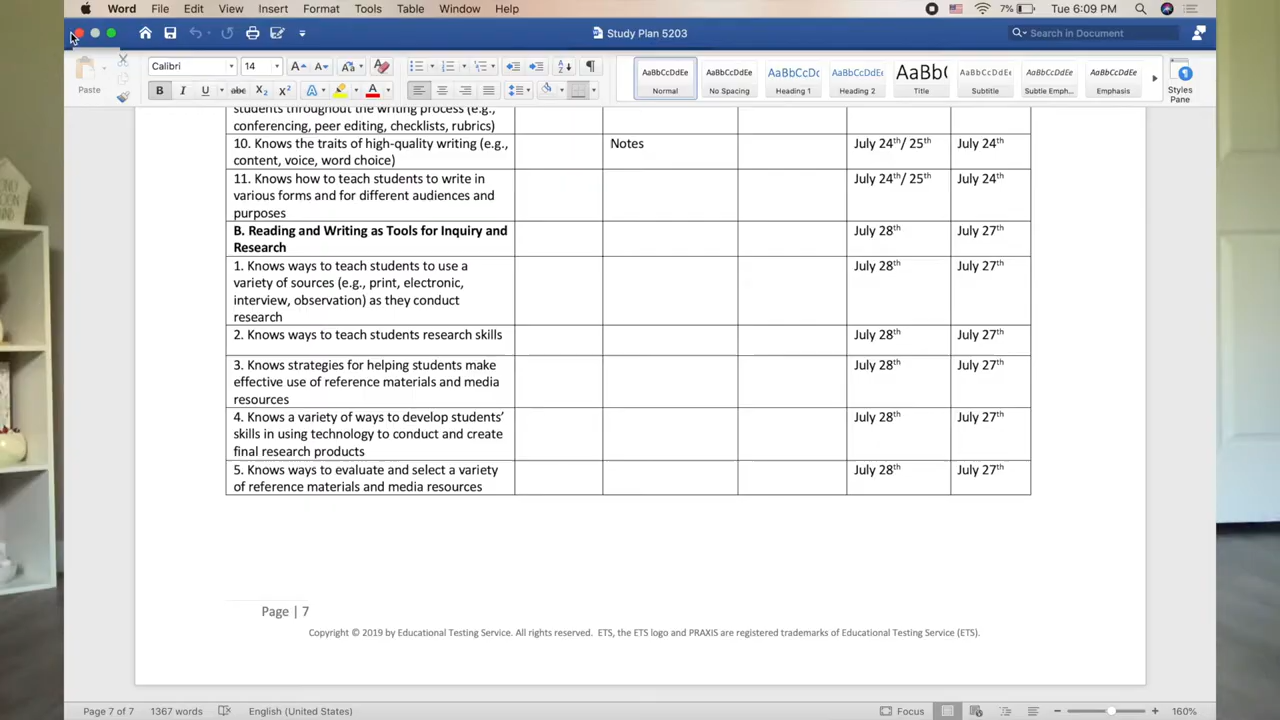 Word File Edit View Insert Format Tools Table Window Help 7% Tue 6:09 PM
Study Plan 5203 Search in Document
Paste Calibri 14 AaBbCcDdEe AaBbCcDdEe AaBbCcDc AaBbCcDdEe AaBb( AaBbCcDdEe AaBbCcDdEe AaBbCcDdEe
B I U abc X₂ X² A A Normal No Spacing Heading 1 Heading 2 Title Subtitle Subtle Emph... Emphasis Styles
Pane
students throughout the writing process (e.g.,
conferencing, peer editing, checklists, rubrics)
10. Knows the traits of high-quality writing (e.g., Notes July 24th/ 25th July 24th
content, voice, word choice)
11. Knows how to teach students to write in July 24th/ 25th July 24th
various forms and for different audiences and
purposes
B. Reading and Writing as Tools for Inquiry and July 28th July 27th
Research
1. Knows ways to teach students to use a July 28th July 27th
variety of sources (e.g., print, electronic,
interview, observation) as they conduct
research
2. Knows ways to teach students research skills July 28th July 27th
3. Knows strategies for helping students make July 28th July 27th
effective use of reference materials and media
resources
4. Knows a variety of ways to develop students’ July 28th July 27th
skills in using technology to conduct and create
final research products
5. Knows ways to evaluate and select a variety July 28th July 27th
of reference materials and media resources
Page | 7
Copyright © 2019 by Educational Testing Service. All rights reserved. ETS, the ETS logo and PRAXIS are registered trademarks of Educational Testing Service (ETS).
Page 7 of 7 1367 words English (United States) Focus 160%